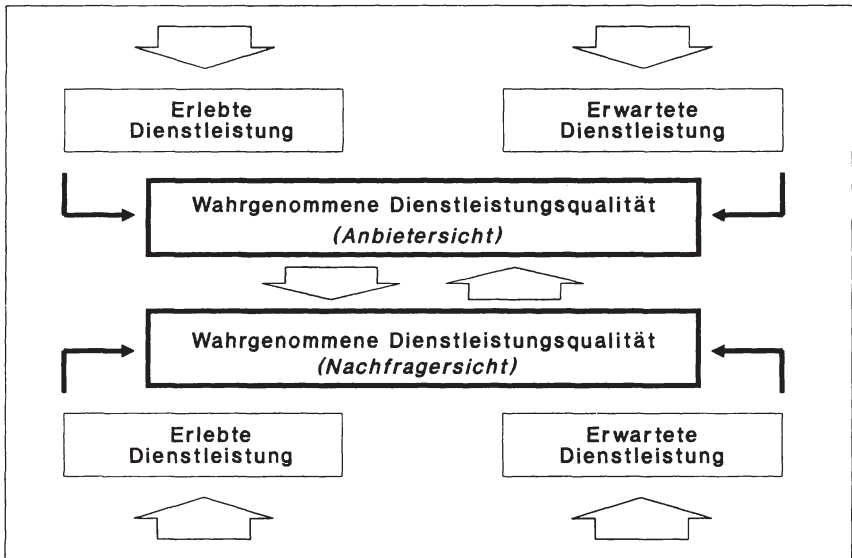 Erlebte
Dienstleistung
Erwartete
Dienstleistung
Wahrgenommene Dienstleistungsqualität
(Anbietersicht)
Wahrgenommene Dienstleistungsqualität
(Nachfragersicht)
Erlebte
Dienstleistung
Erwartete
Dienstleistung